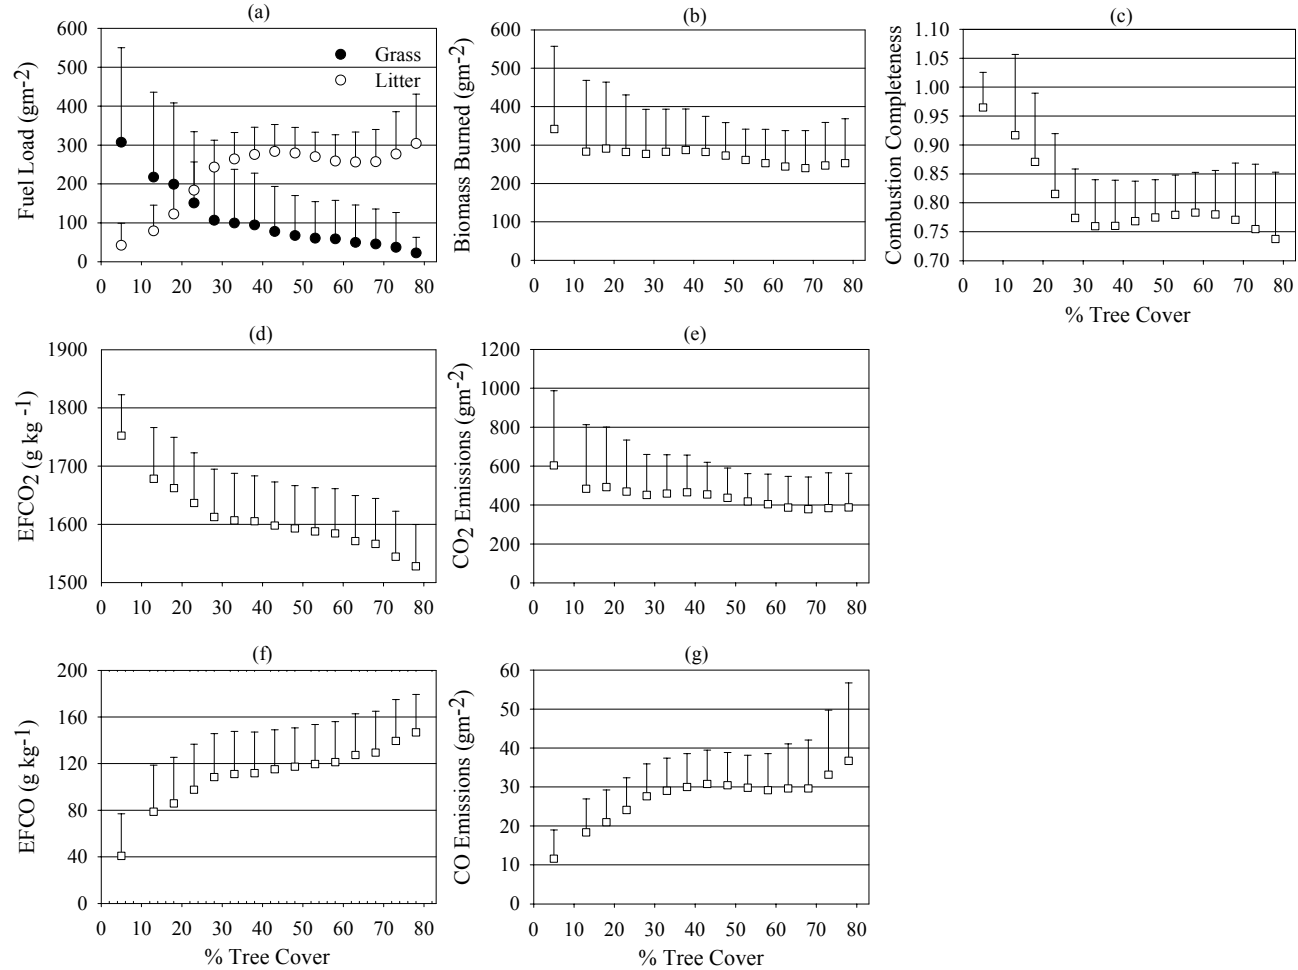 (a)
Fuel Load (gm-2)
600
500
400
300
200
100
0
Grass
Litter
0 10 20 30 40 50 60 70 80
(b)
Biomass Burned (gm-2)
600
500
400
300
200
100
0
0 10 20 30 40 50 60 70 80
(c)
Combustion Completeness
1.10
1.05
1.00
0.95
0.90
0.85
0.80
0.75
0.70
0 10 20 30 40 50 60 70 80
% Tree Cover
(d)
EFCO2 (g kg -1)
1900
1800
1700
1600
1500
0 10 20 30 40 50 60 70 80
(e)
CO2 Emissions (gm-2)
1200
1000
800
600
400
200
0
0 10 20 30 40 50 60 70 80
(f)
EFCO (g kg-1)
200
160
120
80
40
0
0 10 20 30 40 50 60 70 80
% Tree Cover
(g)
CO Emissions (gm-2)
60
50
40
30
20
10
0
0 10 20 30 40 50 60 70 80
% Tree Cover